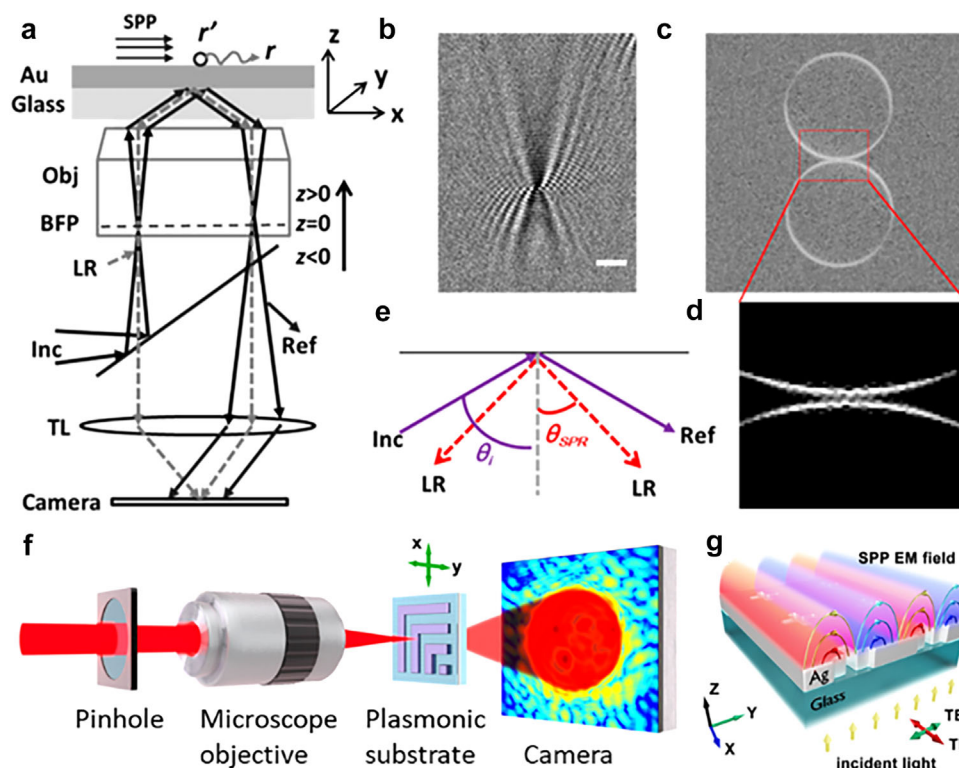 a
SPP
r'
r
z
y
x
Au
Glass
Obj
BFP
z>0
z=0
z<0
LR
Inc
Ref
TL
Camera
b
c
e
Inc
θi
θSPR
Ref
LR
LR
d
f
x
y
Pinhole
Microscope
objective
Plasmonic
substrate
Camera
g
SPP EM field
Ag
Glass
Z
Y
X
TE
T
incident light